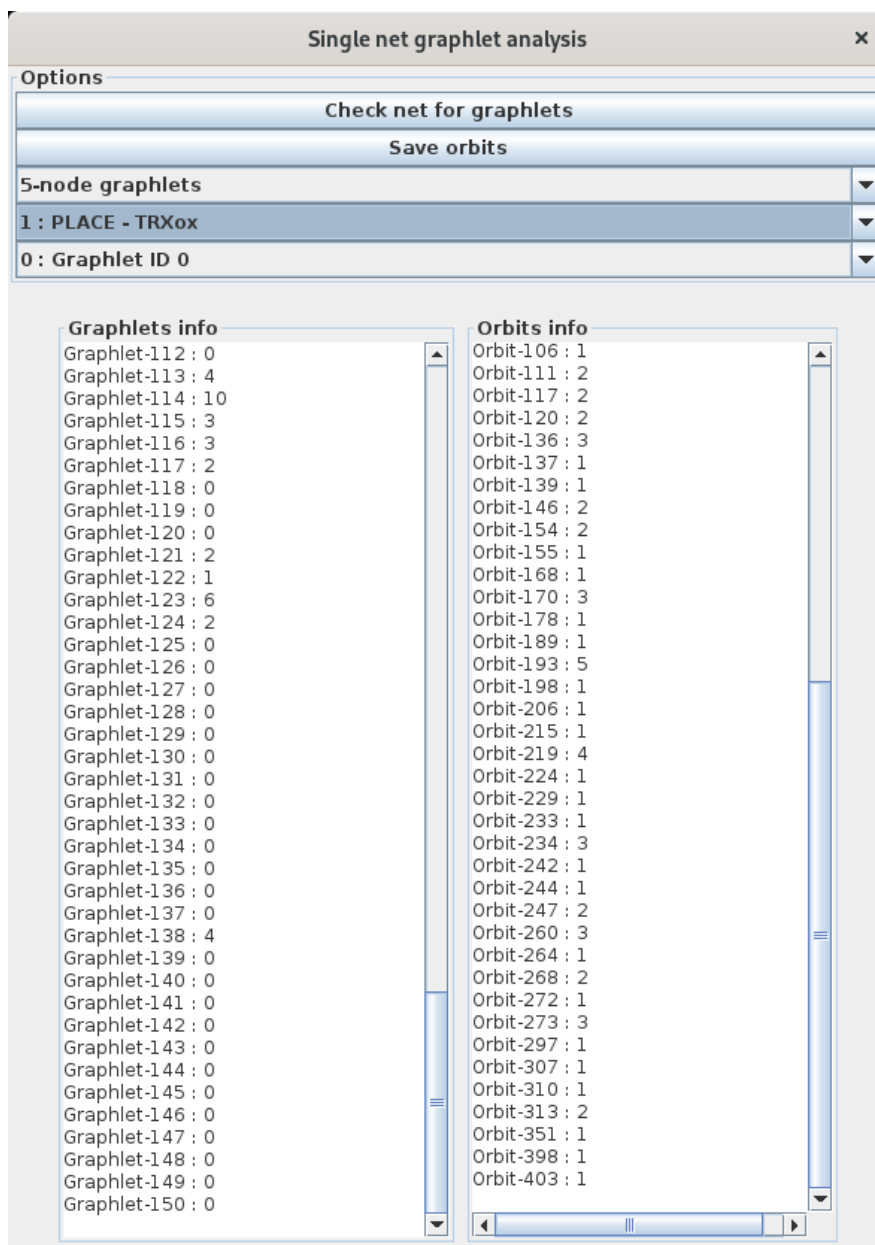 Single net graphlet analysis ×
Options
Check net for graphlets
Save orbits
5-node graphlets
1 : PLACE - TRXox
0 : Graphlet ID 0
Graphlets info
Graphlet-112 : 0
Graphlet-113 : 4
Graphlet-114 : 10
Graphlet-115 : 3
Graphlet-116 : 3
Graphlet-117 : 2
Graphlet-118 : 0
Graphlet-119 : 0
Graphlet-120 : 0
Graphlet-121 : 2
Graphlet-122 : 1
Graphlet-123 : 6
Graphlet-124 : 2
Graphlet-125 : 0
Graphlet-126 : 0
Graphlet-127 : 0
Graphlet-128 : 0
Graphlet-129 : 0
Graphlet-130 : 0
Graphlet-131 : 0
Graphlet-132 : 0
Graphlet-133 : 0
Graphlet-134 : 0
Graphlet-135 : 0
Graphlet-136 : 0
Graphlet-137 : 0
Graphlet-138 : 4
Graphlet-139 : 0
Graphlet-140 : 0
Graphlet-141 : 0
Graphlet-142 : 0
Graphlet-143 : 0
Graphlet-144 : 0
Graphlet-145 : 0
Graphlet-146 : 0
Graphlet-147 : 0
Graphlet-148 : 0
Graphlet-149 : 0
Graphlet-150 : 0
Orbits info
Orbit-106 : 1
Orbit-111 : 2
Orbit-117 : 2
Orbit-120 : 2
Orbit-136 : 3
Orbit-137 : 1
Orbit-139 : 1
Orbit-146 : 2
Orbit-154 : 2
Orbit-155 : 1
Orbit-168 : 1
Orbit-170 : 3
Orbit-178 : 1
Orbit-189 : 1
Orbit-193 : 5
Orbit-198 : 1
Orbit-206 : 1
Orbit-215 : 1
Orbit-219 : 4
Orbit-224 : 1
Orbit-229 : 1
Orbit-233 : 1
Orbit-234 : 3
Orbit-242 : 1
Orbit-244 : 1
Orbit-247 : 2
Orbit-260 : 3
Orbit-264 : 1
Orbit-268 : 2
Orbit-272 : 1
Orbit-273 : 3
Orbit-297 : 1
Orbit-307 : 1
Orbit-310 : 1
Orbit-313 : 2
Orbit-351 : 1
Orbit-398 : 1
Orbit-403 : 1